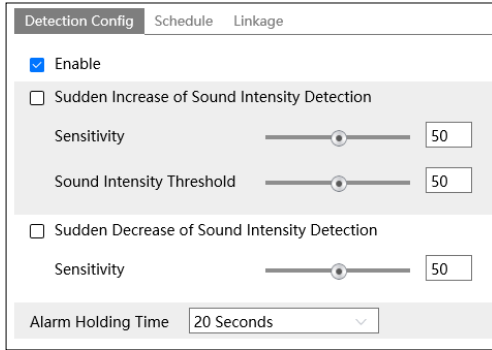 Detection Config Schedule Linkage
Enable
Sudden Increase of Sound Intensity Detection
Sensitivity 50
Sound Intensity Threshold 50
Sudden Decrease of Sound Intensity Detection
Sensitivity 50
Alarm Holding Time 20 Seconds